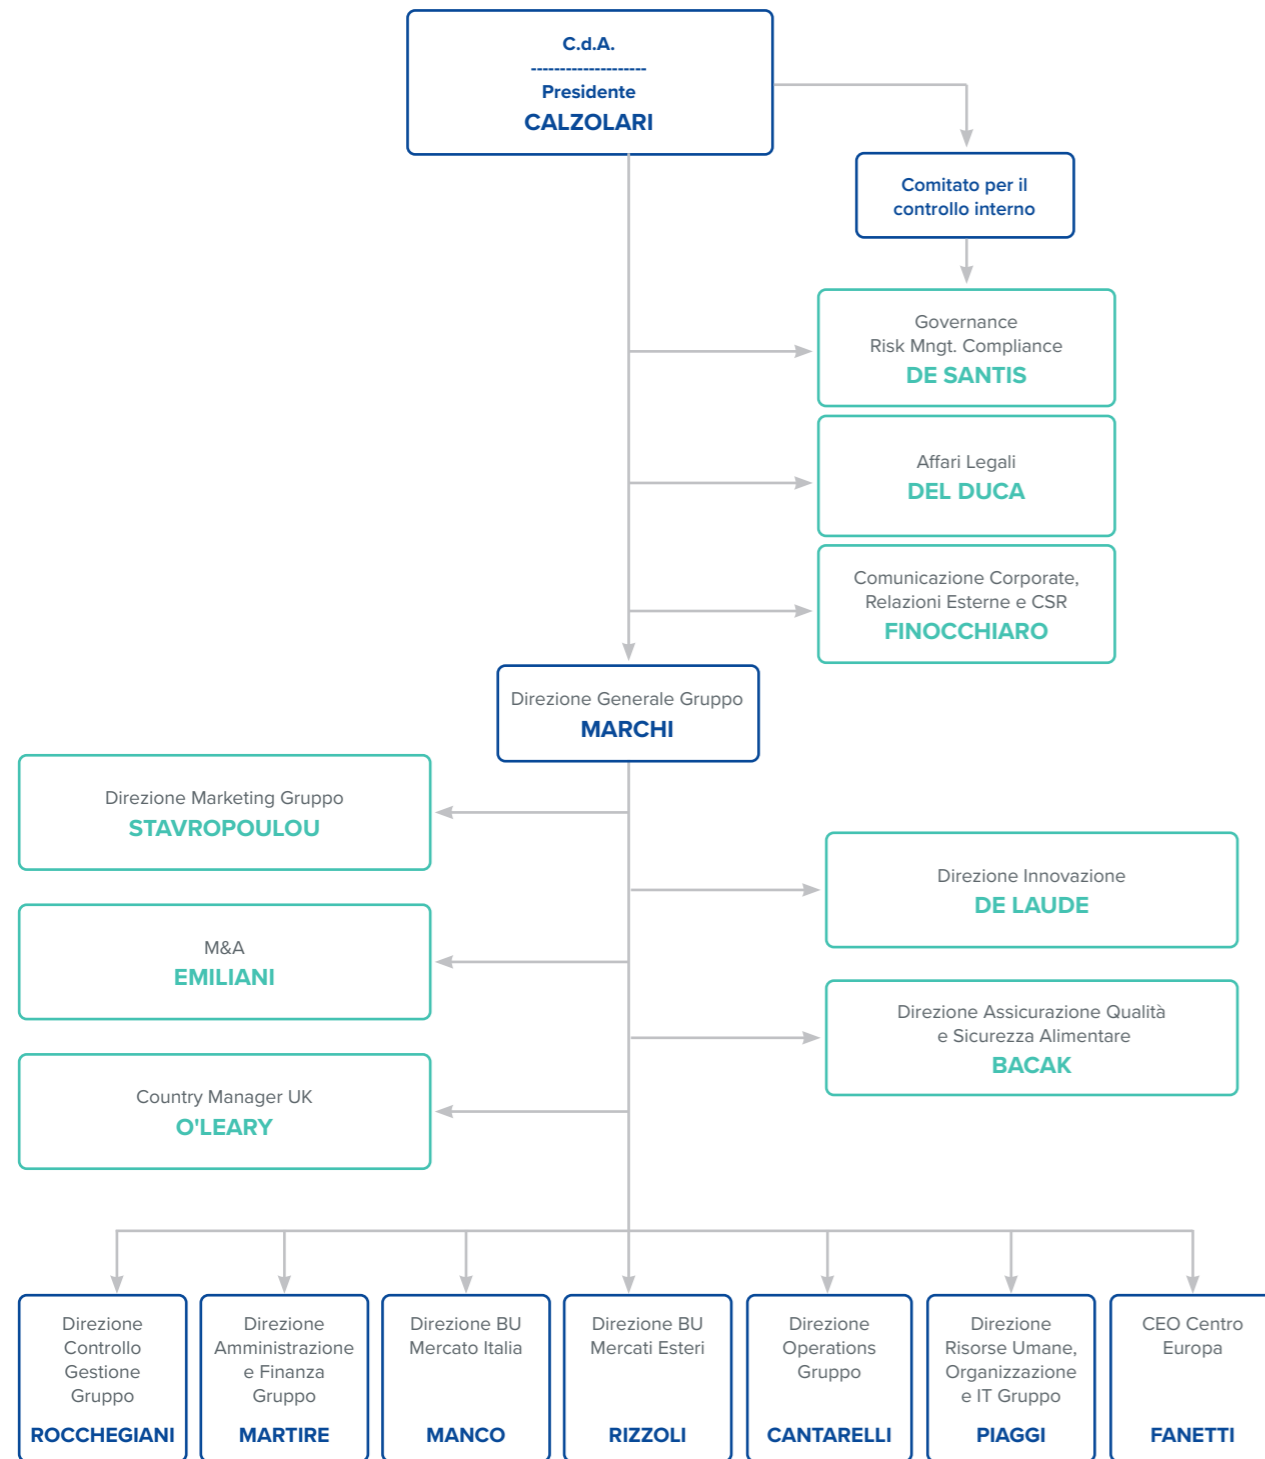 C.d.A.
--------------------
Presidente
CALZOLARI
Comitato per il
controllo interno
Governance
Risk Mngt. Compliance
DE SANTIS
Affari Legali
DEL DUCA
Comunicazione Corporate,
Relazioni Esterne e CSR
FINOCCHIARO
Direzione Generale Gruppo
MARCHI
Direzione Marketing Gruppo
STAVROPOULOU
Direzione Innovazione
DE LAUDE
M&A
EMILIANI
Direzione Assicurazione Qualità
e Sicurezza Alimentare
BACAK
Country Manager UK
O'LEARY
Direzione
Controllo
Gestione
Gruppo
ROCCHEGIANI
Direzione
Amministrazione
e Finanza
Gruppo
MARTIRE
Direzione BU
Mercato Italia
MANCO
Direzione BU
Mercati Esteri
RIZZOLI
Direzione
Operations
Gruppo
CANTARELLI
Direzione
Risorse Umane,
Organizzazione
e IT Gruppo
PIAGGI
CEO Centro
Europa
FANETTI